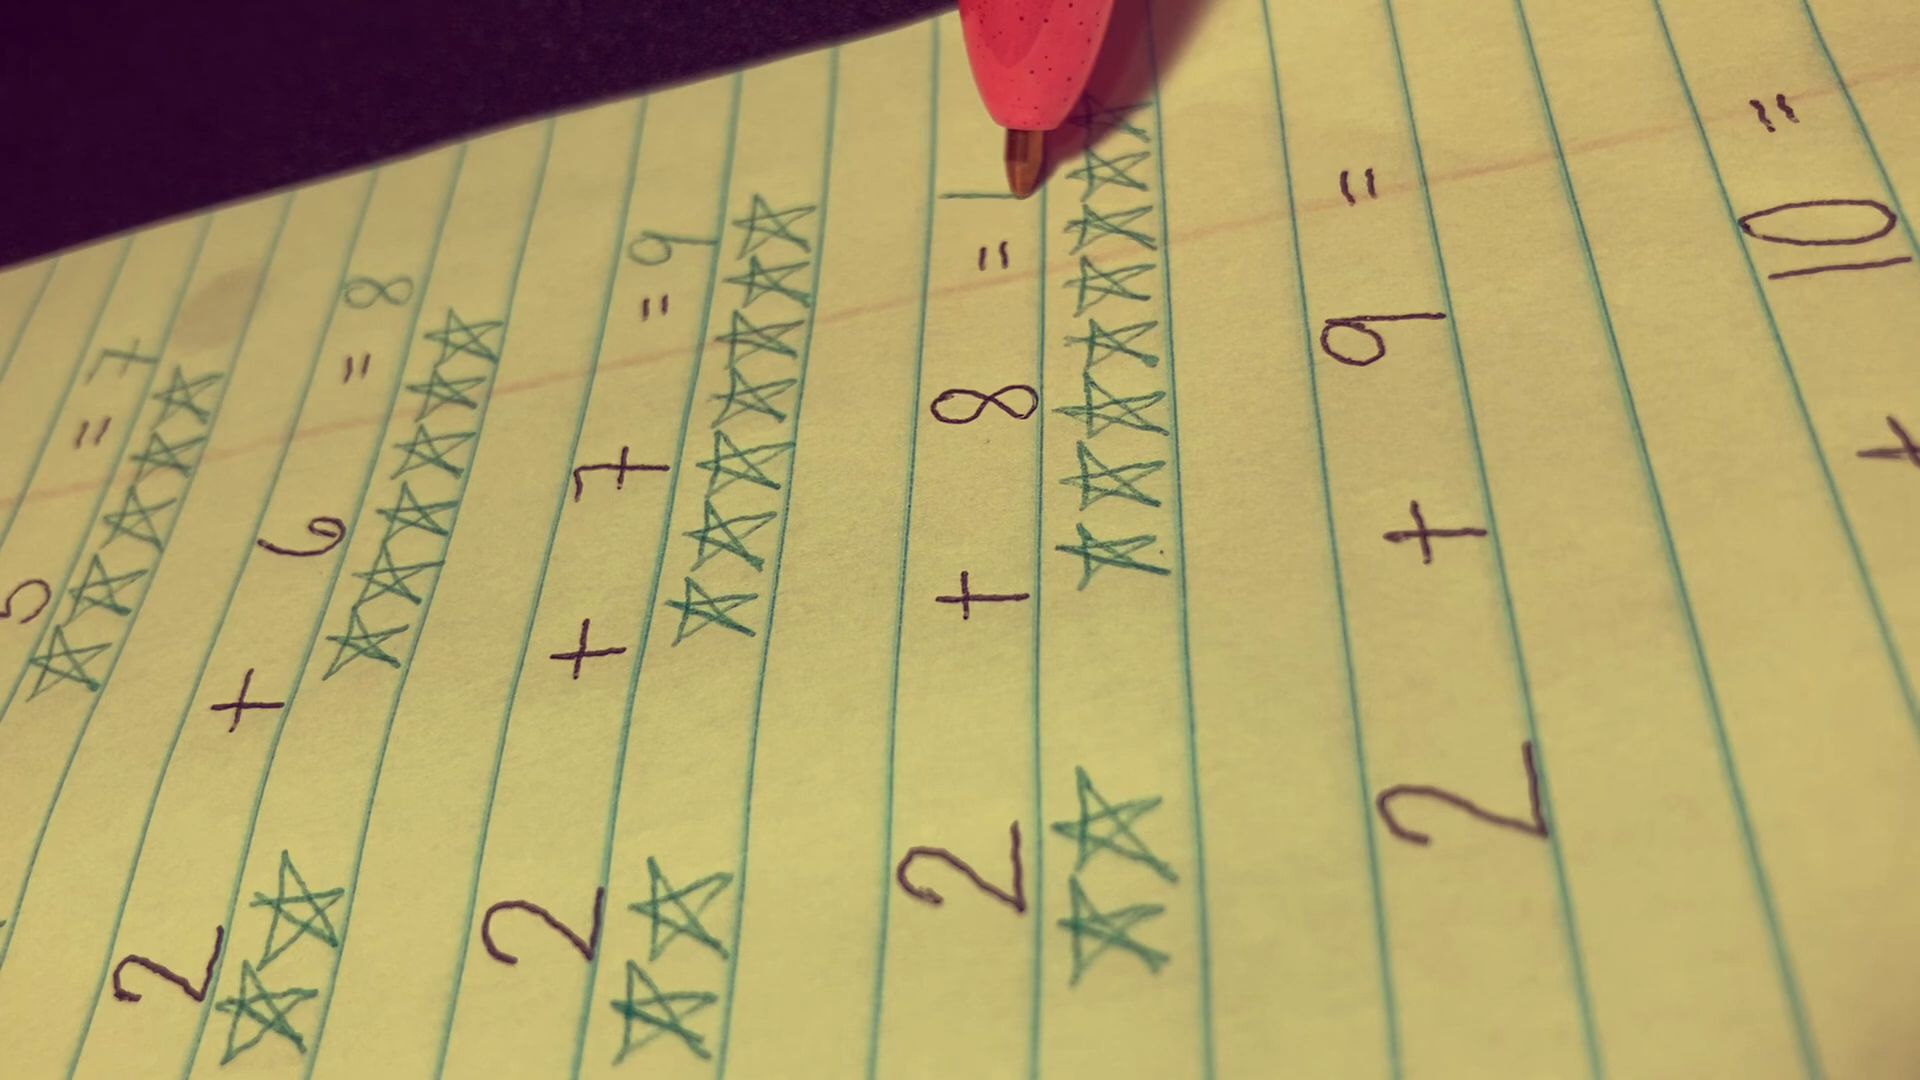 5 = 7
2 + 6 = 8
2 + 7 = 9
2 + 8 = 1
2 + 9 =
+ 10 =